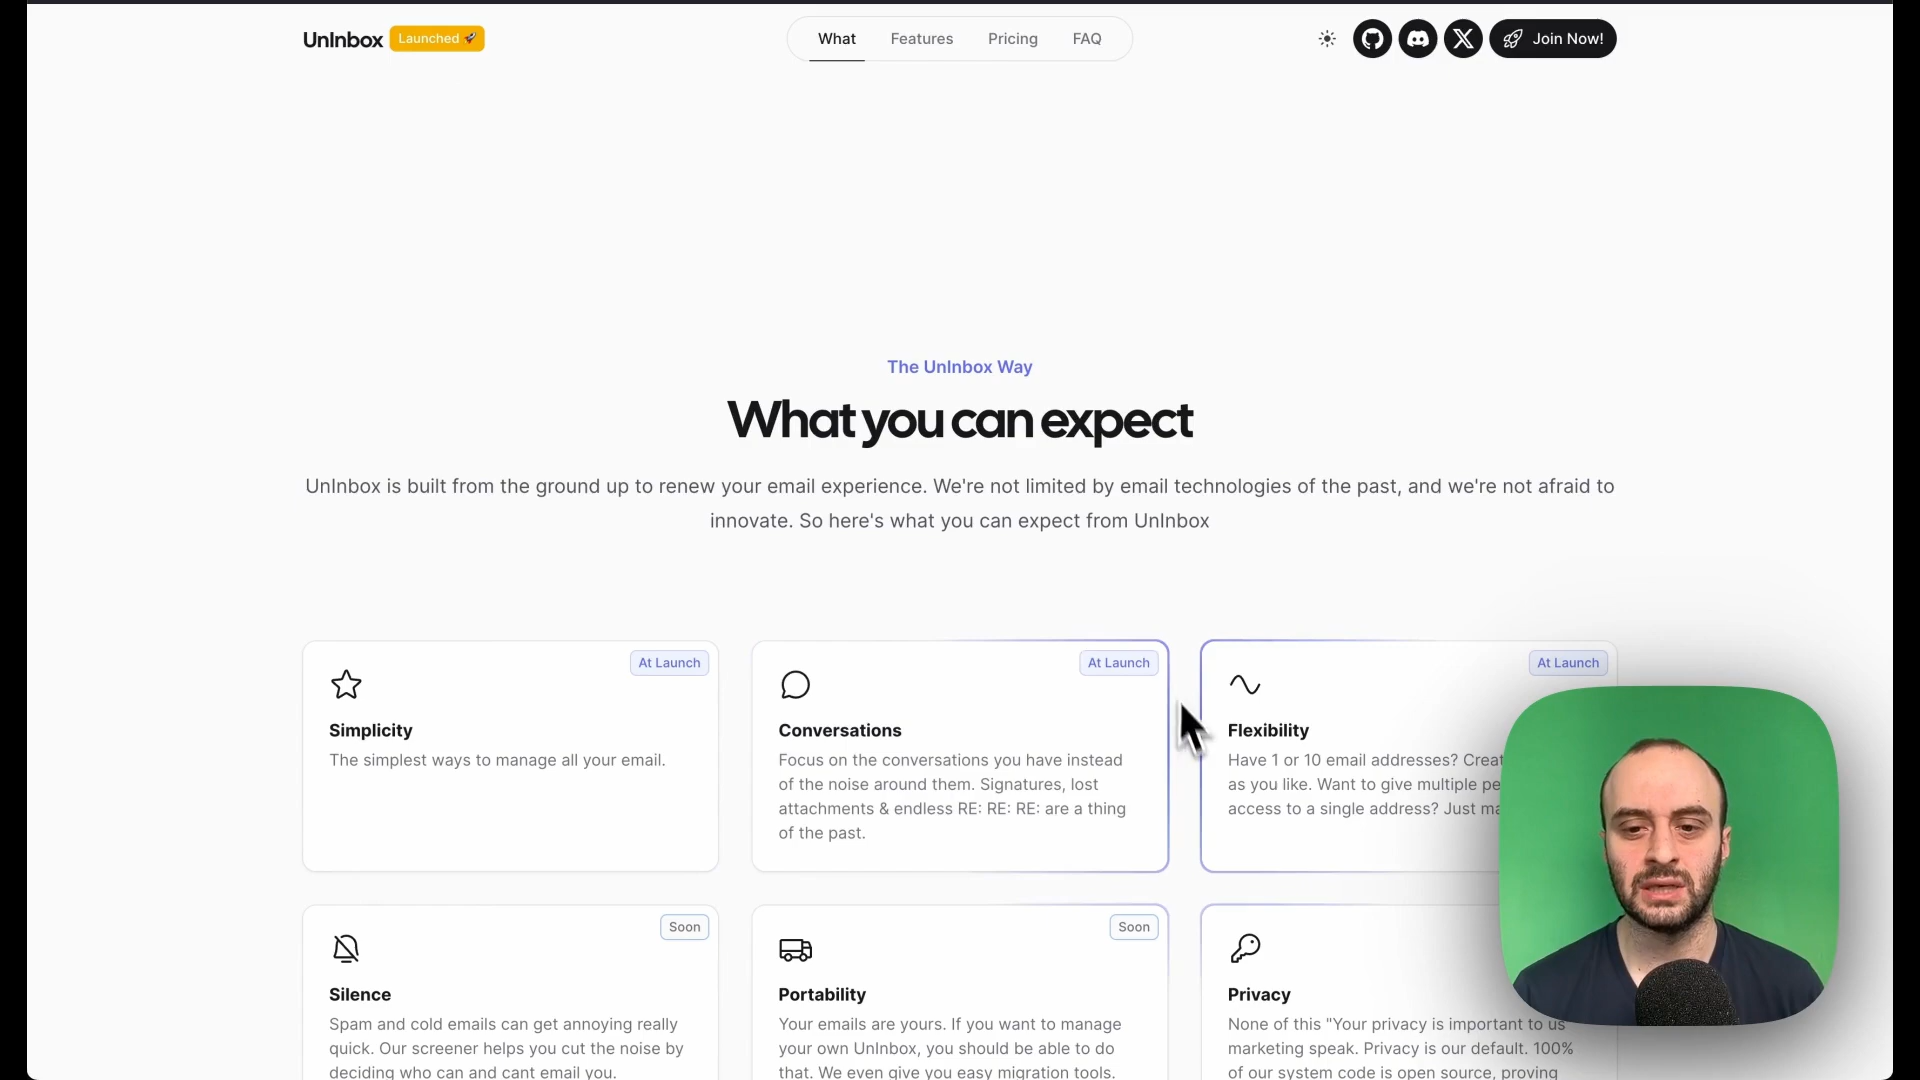 UnInbox Launched 🚀
What Features Pricing FAQ
Join Now!
The UnInbox Way
What you can expect
UnInbox is built from the ground up to renew your email experience. We're not limited by email technologies of the past, and we're not afraid to
innovate. So here's what you can expect from UnInbox
At Launch
Simplicity
The simplest ways to manage all your email.
At Launch
Conversations
Focus on the conversations you have instead
of the noise around them. Signatures, lost
attachments & endless RE: RE: RE: are a thing
of the past.
At Launch
Flexibility
Have 1 or 10 email addresses?
as you like. Want to give multiple
access to a single address? Just
Soon
Silence
Spam and cold emails can get annoying really
quick. Our screener helps you cut the noise by
deciding who can and cant email you.
Soon
Portability
Your emails are yours. If you want to manage
your own UnInbox, you should be able to do
that. We even give you easy migration tools.
Privacy
None of this "Your privacy is important to us"
marketing speak. Privacy is our default. 100%
of our system code is open source, proving